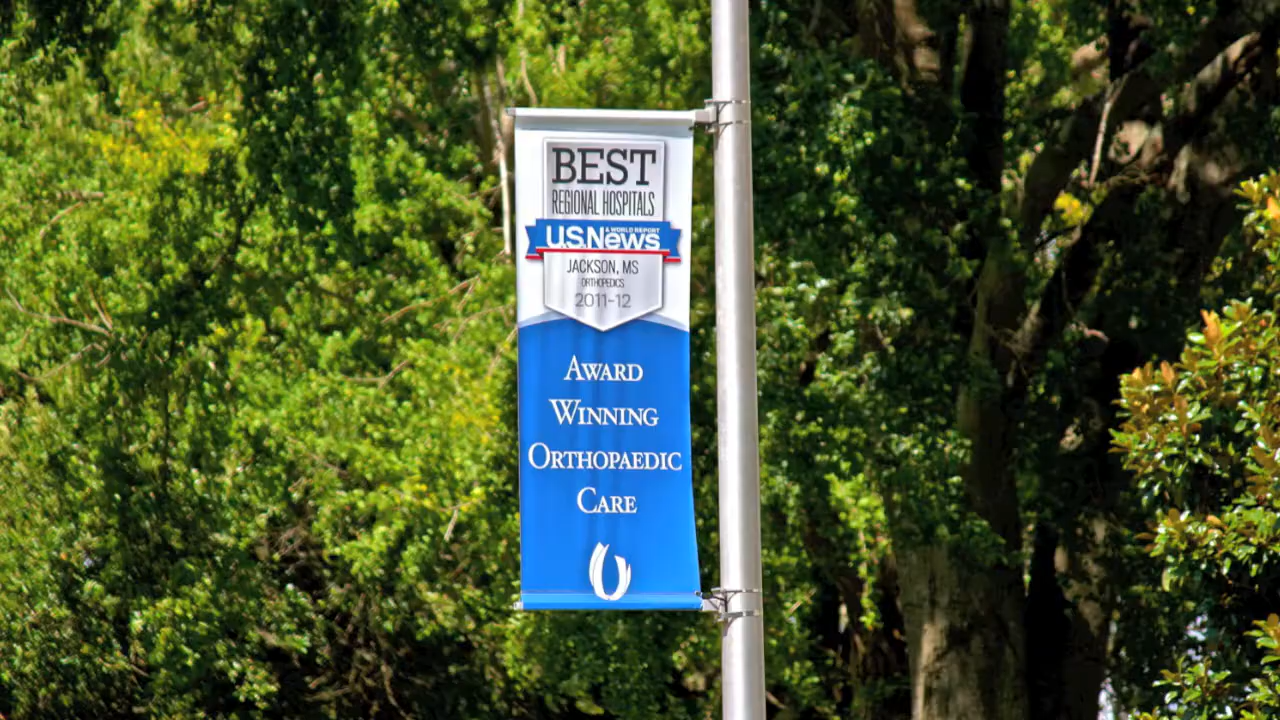 BEST
REGIONAL HOSPITALS
& WORLD REPORT
U.S.News
JACKSON, MS
ORTHOPEDICS
2011-12
AWARD
WINNING
ORTHOPAEDIC
CARE